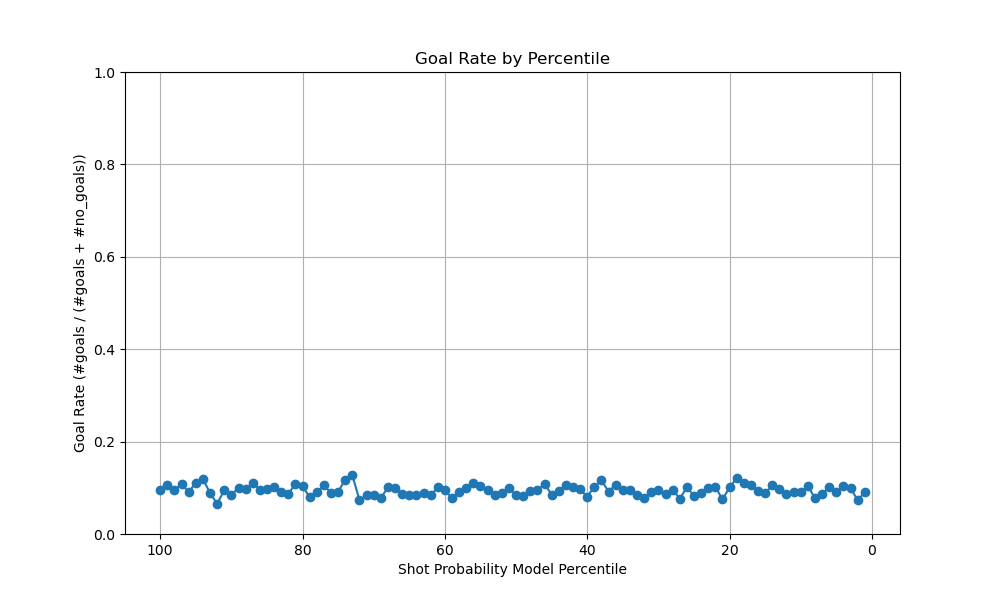 Goal Rate by Percentile
Goal Rate (#goals / (#goals + #no_goals))
1.0
0.8
0.6
0.4
0.2
0.0
100 80 60 40 20 0
Shot Probability Model Percentile